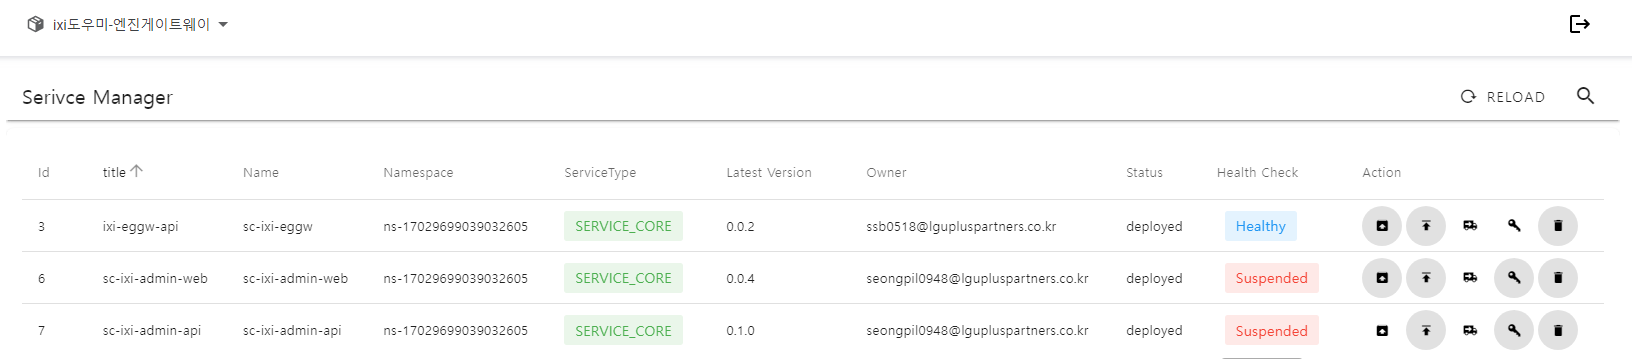 ixi도우미-엔진게이트웨이
Serivce Manager
RELOAD
Id title Name Namespace ServiceType Latest Version Owner Status Health Check Action
3 ixi-eggw-api sc-ixi-eggw ns-17029699039032605 SERVICE_CORE 0.0.2 ssb0518@lgupluspartners.co.kr deployed Healthy
6 sc-ixi-admin-web sc-ixi-admin-web ns-17029699039032605 SERVICE_CORE 0.0.4 seongpil0948@lgupluspartners.co.kr deployed Suspended
7 sc-ixi-admin-api sc-ixi-admin-api ns-17029699039032605 SERVICE_CORE 0.1.0 seongpil0948@lgupluspartners.co.kr deployed Suspended